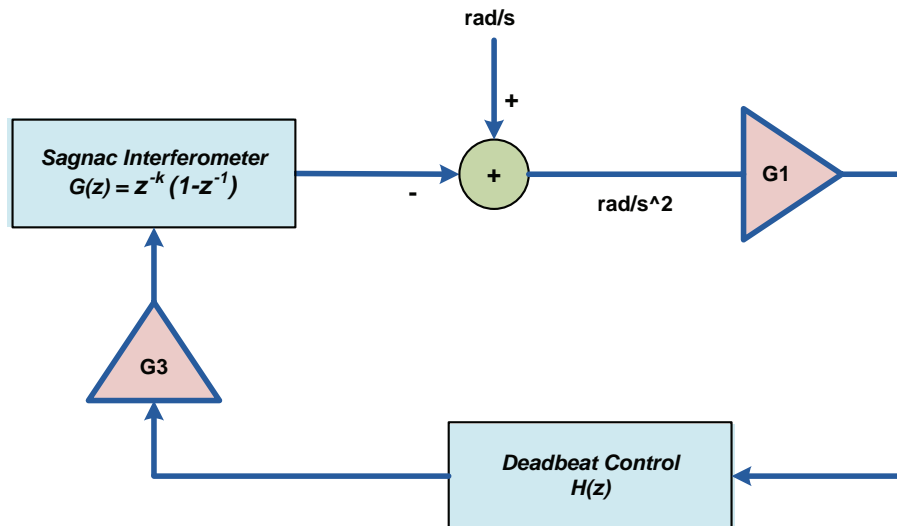 rad/s
+
Sagnac Interferometer
G(z) = z^-k (1-z^-1)
-
+
G1
rad/s^2
G3
Deadbeat Control
H(z)